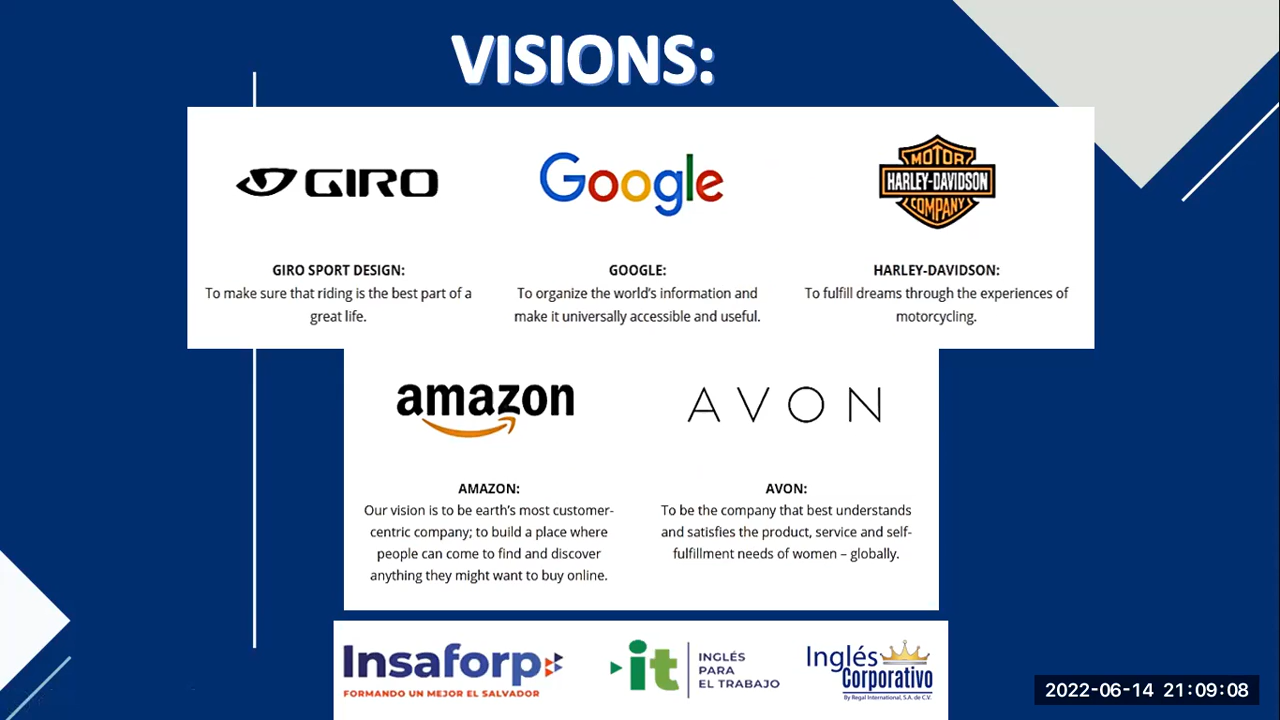 VISIONS:
GIRO
Google
MOTOR
HARLEY-DAVIDSON
COMPANY
GIRO SPORT DESIGN:
To make sure that riding is the best part of a
great life.
GOOGLE:
To organize the world's information and
make it universally accessible and useful.
HARLEY-DAVIDSON:
To fulfill dreams through the experiences of
motorcycling.
amazon
AVON
AMAZON:
Our vision is to be earth's most customer-
centric company; to build a place where
people can come to find and discover
anything they might want to buy online.
AVON:
To be the company that best understands
and satisfies the product, service and self-
fulfillment needs of women – globally.
Insaforp
FORMANDO UN MEJOR EL SALVADOR
it
INGLÉS
PARA
EL TRABAJO
Inglés
Corporativo
By Regal International, S.A. de C.V.
2022-06-14 21:09:08